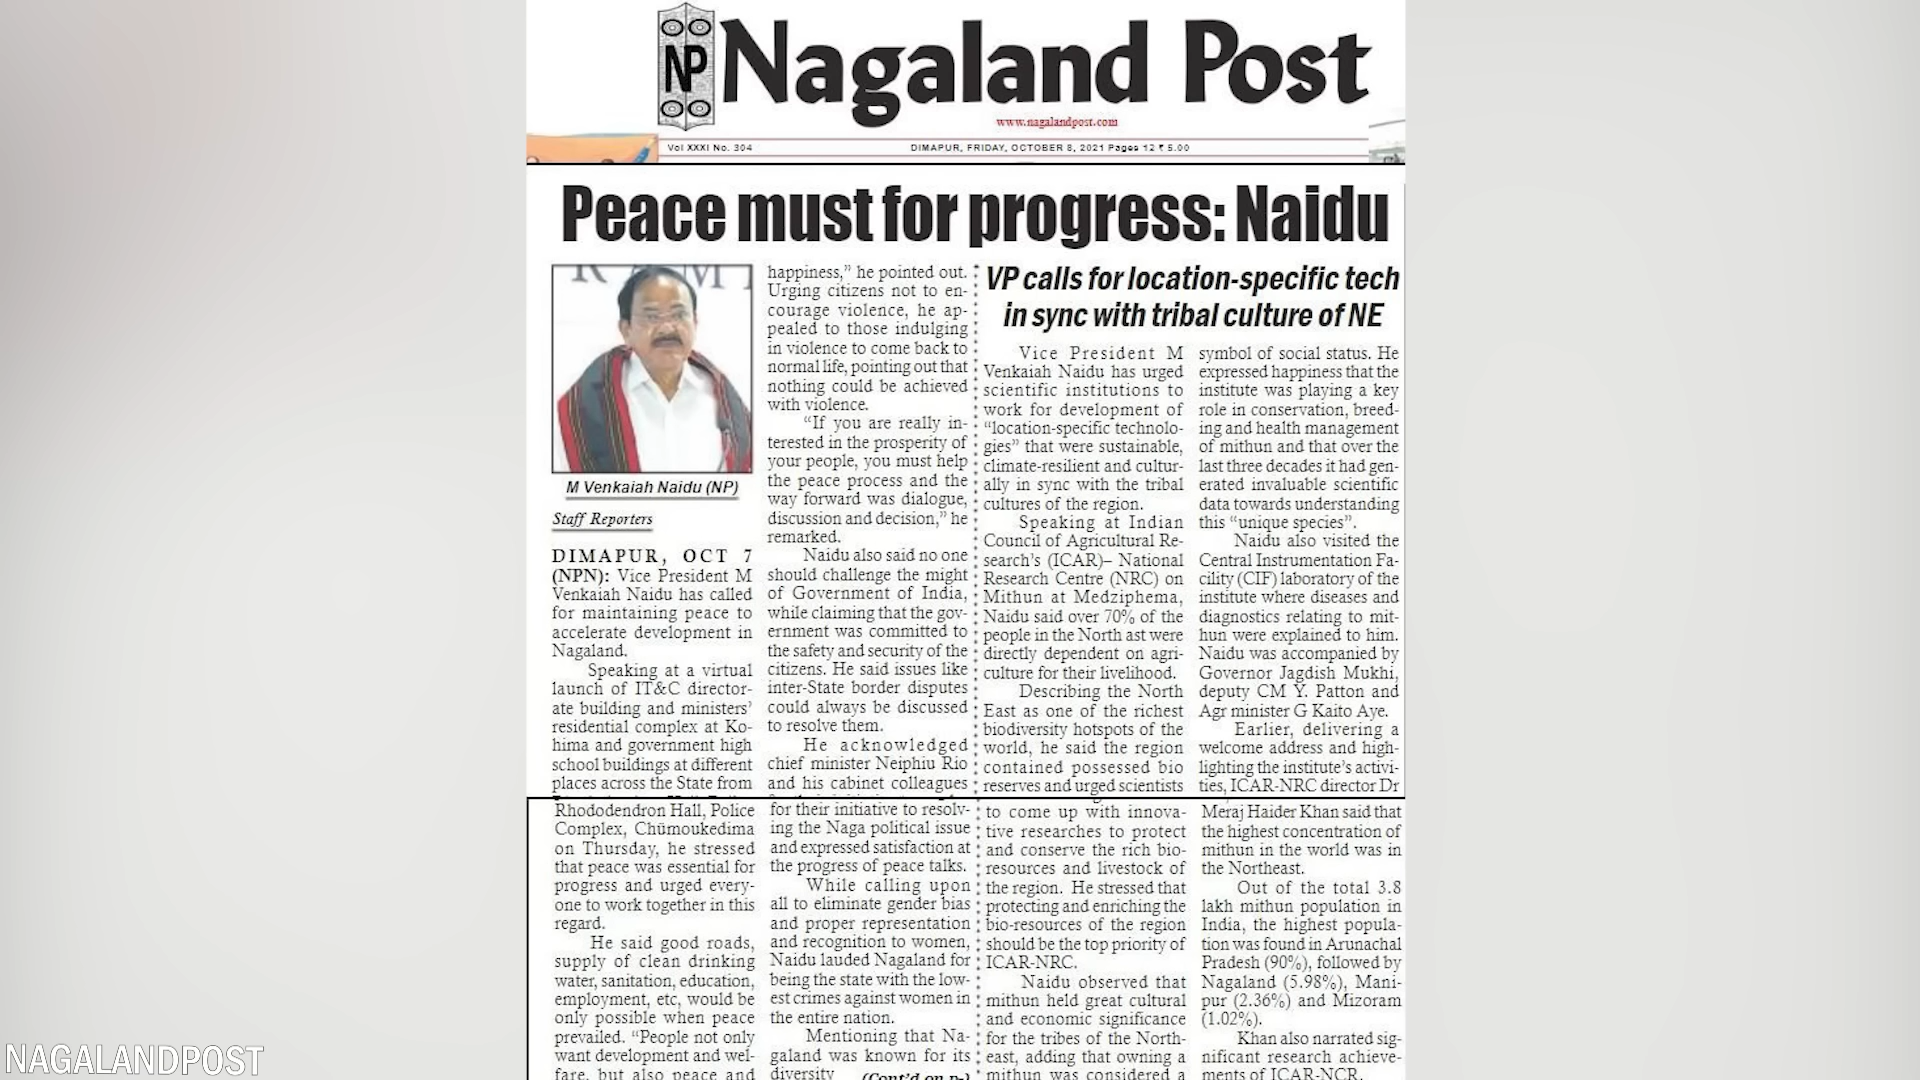 NP
Nagaland Post
www.nagalandpost.com
Vol XXXI No. 304
DIMAPUR, FRIDAY, OCTOBER 8, 2021 Pages 12 ₹ 5.00
Peace must for progress: Naidu
M Venkaiah Naidu (NP)
Staff Reporters
DIMAPUR, OCT 7
(NPN): Vice President M
Venkaiah Naidu has called
for maintaining peace to
accelerate development in
Nagaland.
Speaking at a virtual
launch of IT&C director-
ate building and ministers’
residential complex at Ko-
hima and government high
school buildings at different
places across the State from
Rhododendron Hall, Police
Complex, Chümoukedima
on Thursday, he stressed
that peace was essential for
progress and urged every-
one to work together in this
regard.
He said good roads,
supply of clean drinking
water, sanitation, education,
employment, etc, would be
only possible when peace
prevailed. “People not only
want development and wel-
fare, but also peace and
happiness,” he pointed out.
Urging citizens not to en-
courage violence, he ap-
pealed to those indulging
in violence to come back to
normal life, pointing out that
nothing could be achieved
with violence.
“If you are really in-
terested in the prosperity of
your people, you must help
the peace process and the
way forward was dialogue,
discussion and decision,” he
remarked.
Naidu also said no one
should challenge the might
of Government of India,
while claiming that the gov-
ernment was committed to
the safety and security of the
citizens. He said issues like
inter-State border disputes
could always be discussed
to resolve them.
He acknowledged
chief minister Neiphiu Rio
and his cabinet colleagues
for their initiative to resolv-
ing the Naga political issue
and expressed satisfaction at
the progress of peace talks.
While calling upon
all to eliminate gender bias
and proper representation
and recognition to women,
Naidu lauded Nagaland for
being the state with the low-
est crimes against women in
the entire nation.
Mentioning that Na-
galand was known for its
diversity (Cont’d on p-)
VP calls for location-specific tech
in sync with tribal culture of NE
Vice President M
Venkaiah Naidu has urged
scientific institutions to
work for development of
“location-specific technolo-
gies” that were sustainable,
climate-resilient and cultur-
ally in sync with the tribal
cultures of the region.
Speaking at Indian
Council of Agricultural Re-
search’s (ICAR)– National
Research Centre (NRC) on
Mithun at Medziphema,
Naidu said over 70% of the
people in the North ast were
directly dependent on agri-
culture for their livelihood.
Describing the North
East as one of the richest
biodiversity hotspots of the
world, he said the region
contained possessed bio
reserves and urged scientists
to come up with innova-
tive researches to protect
and conserve the rich bio-
resources and livestock of
the region. He stressed that
protecting and enriching the
bio-resources of the region
should be the top priority of
ICAR-NRC.
Naidu observed that
mithun held great cultural
and economic significance
for the tribes of the North-
east, adding that owning a
mithun was considered a
symbol of social status. He
expressed happiness that the
institute was playing a key
role in conservation, breed-
ing and health management
of mithun and that over the
last three decades it had gen-
erated invaluable scientific
data towards understanding
this “unique species”.
Naidu also visited the
Central Instrumentation Fa-
cility (CIF) laboratory of the
institute where diseases and
diagnostics relating to mit-
hun were explained to him.
Naidu was accompanied by
Governor Jagdish Mukhi,
deputy CM Y. Patton and
Agr minister G Kaito Aye.
Earlier, delivering a
welcome address and high-
lighting the institute’s activi-
ties, ICAR-NRC director Dr
Meraj Haider Khan said that
the highest concentration of
mithun in the world was in
the Northeast.
Out of the total 3.8
lakh mithun population in
India, the highest popula-
tion was found in Arunachal
Pradesh (90%), followed by
Nagaland (5.98%), Mani-
pur (2.36%) and Mizoram
(1.02%).
Khan also narrated sig-
nificant research achieve-
ments of ICAR-NCR.
NAGALANDPOST